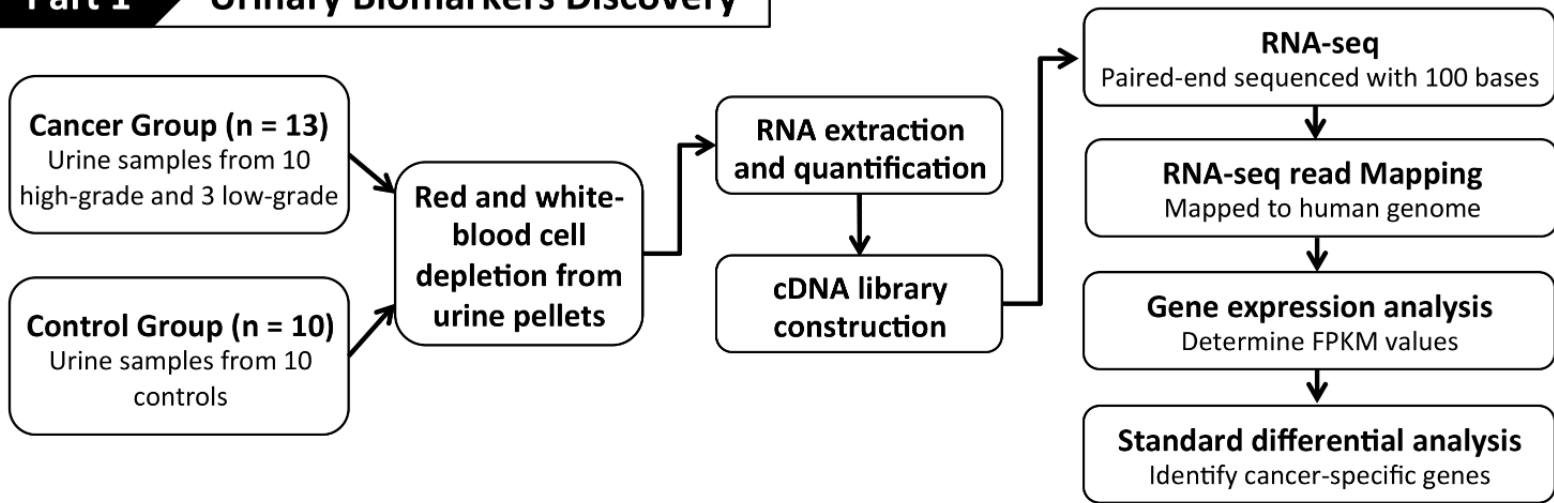 Part 1
Urinary Biomarkers Discovery
Cancer Group (n = 13)
Urine samples from 10
high-grade and 3 low-grade
Control Group (n = 10)
Urine samples from 10
controls
Red and white-
blood cell
depletion from
urine pellets
RNA extraction
and quantification
cDNA library
construction
RNA-seq
Paired-end sequenced with 100 bases
RNA-seq read Mapping
Mapped to human genome
Gene expression analysis
Determine FPKM values
Standard differential analysis
Identify cancer-specific genes